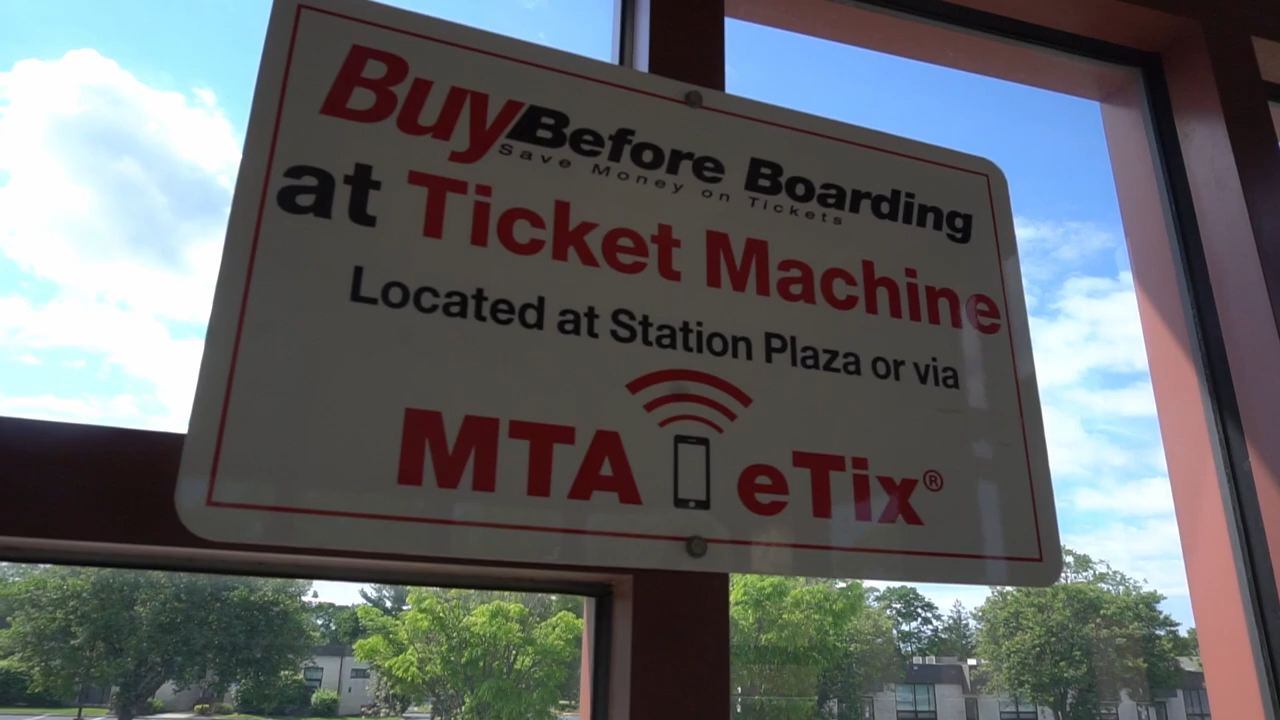 Buy Before Boarding
Save Money on Tickets
at Ticket Machine
Located at Station Plaza or via
MTA eTix®